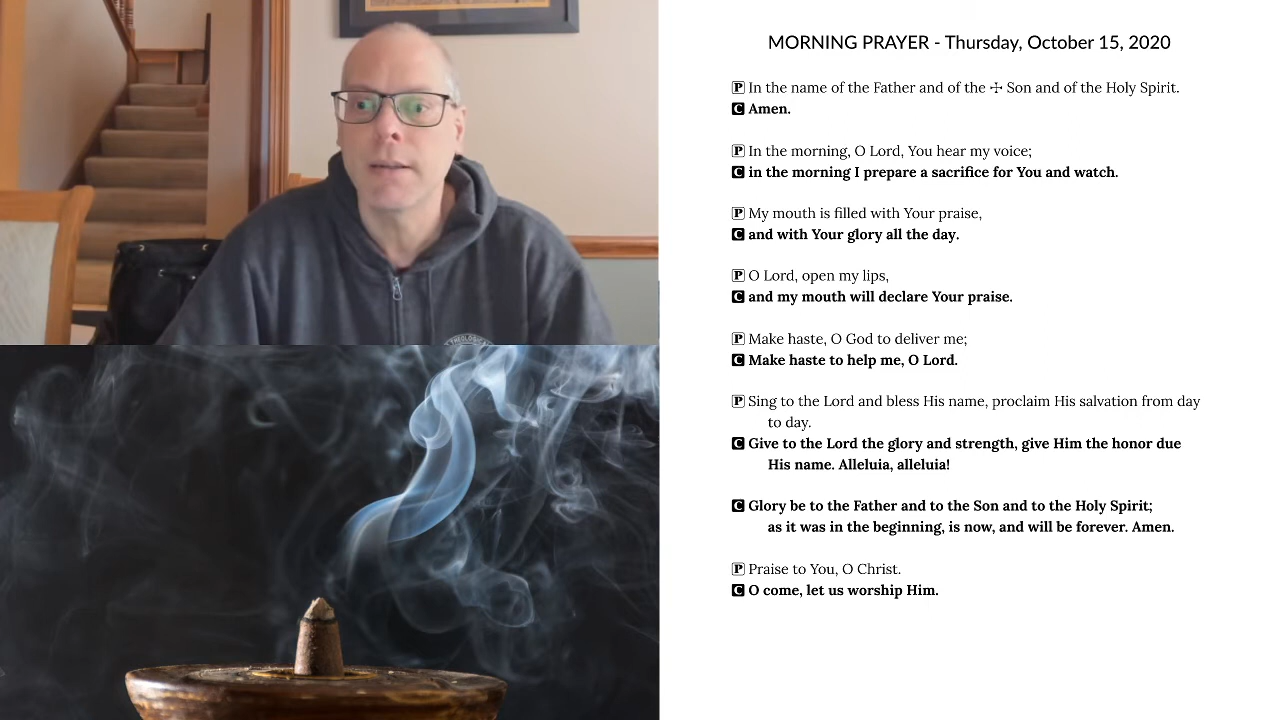 MORNING PRAYER - Thursday, October 15, 2020
P In the name of the Father and of the ☩ Son and of the Holy Spirit.
C Amen.
P In the morning, O Lord, You hear my voice;
C in the morning I prepare a sacrifice for You and watch.
P My mouth is filled with Your praise,
C and with Your glory all the day.
P O Lord, open my lips,
C and my mouth will declare Your praise.
P Make haste, O God to deliver me;
C Make haste to help me, O Lord.
P Sing to the Lord and bless His name, proclaim His salvation from day
to day.
C Give to the Lord the glory and strength, give Him the honor due
His name. Alleluia, alleluia!
C Glory be to the Father and to the Son and to the Holy Spirit;
as it was in the beginning, is now, and will be forever. Amen.
P Praise to You, O Christ.
C O come, let us worship Him.